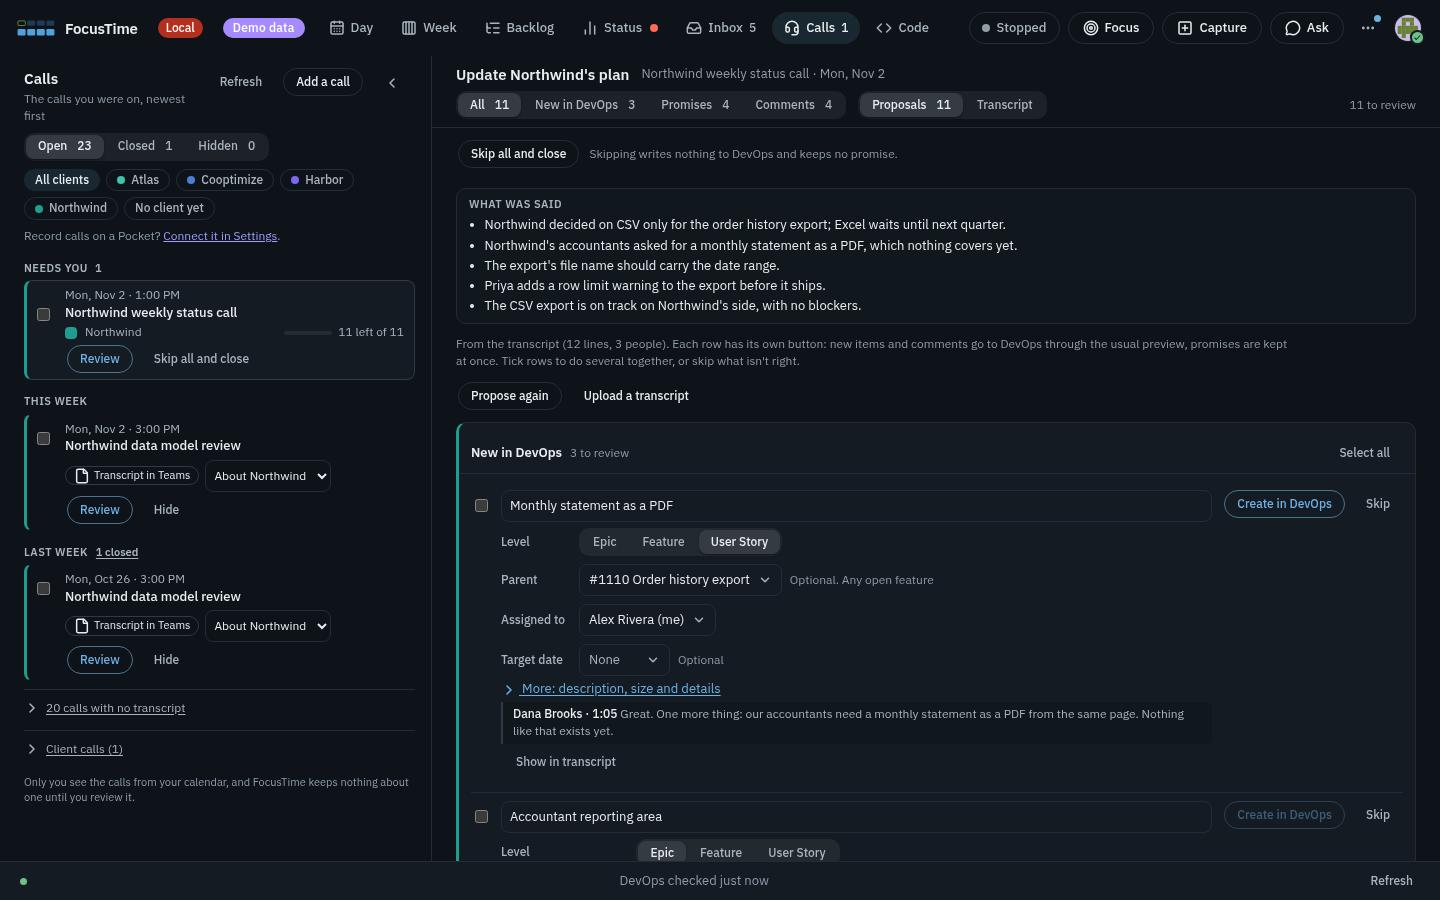 FocusTime
Local
Demo data
Day
Week
Backlog
Status
Inbox 5
Calls 1
Code
Stopped
Focus
Capture
Ask
Calls
The calls you were on, newest
first
Refresh
Add a call
Open 23
Closed 1
Hidden 0
All clients
Atlas
Cooptimize
Harbor
Northwind
No client yet
Record calls on a Pocket? Connect it in Settings.
NEEDS YOU 1
Mon, Nov 2 · 1:00 PM
Northwind weekly status call
Northwind
11 left of 11
Review
Skip all and close
THIS WEEK
Mon, Nov 2 · 3:00 PM
Northwind data model review
Transcript in Teams
About Northwind
Review
Hide
LAST WEEK 1 closed
Mon, Oct 26 · 3:00 PM
Northwind data model review
Transcript in Teams
About Northwind
Review
Hide
20 calls with no transcript
Client calls (1)
Only you see the calls from your calendar, and FocusTime keeps nothing about
one until you review it.
Update Northwind's plan
Northwind weekly status call · Mon, Nov 2
All 11
New in DevOps 3
Promises 4
Comments 4
Proposals 11
Transcript
11 to review
Skip all and close
Skipping writes nothing to DevOps and keeps no promise.
WHAT WAS SAID
• Northwind decided on CSV only for the order history export; Excel waits until next quarter.
• Northwind's accountants asked for a monthly statement as a PDF, which nothing covers yet.
• The export's file name should carry the date range.
• Priya adds a row limit warning to the export before it ships.
• The CSV export is on track on Northwind's side, with no blockers.
From the transcript (12 lines, 3 people). Each row has its own button: new items and comments go to DevOps through the usual preview, promises are kept
at once. Tick rows to do several together, or skip what isn't right.
Propose again
Upload a transcript
New in DevOps 3 to review
Select all
Monthly statement as a PDF
Create in DevOps
Skip
Level
Epic
Feature
User Story
Parent
#1110 Order history export
Optional. Any open feature
Assigned to
Alex Rivera (me)
Target date
None
Optional
More: description, size and details
Dana Brooks · 1:05 Great. One more thing: our accountants need a monthly statement as a PDF from the same page. Nothing
like that exists yet.
Show in transcript
Accountant reporting area
Create in DevOps
Skip
Level
Epic
Feature
User Story
DevOps checked just now
Refresh